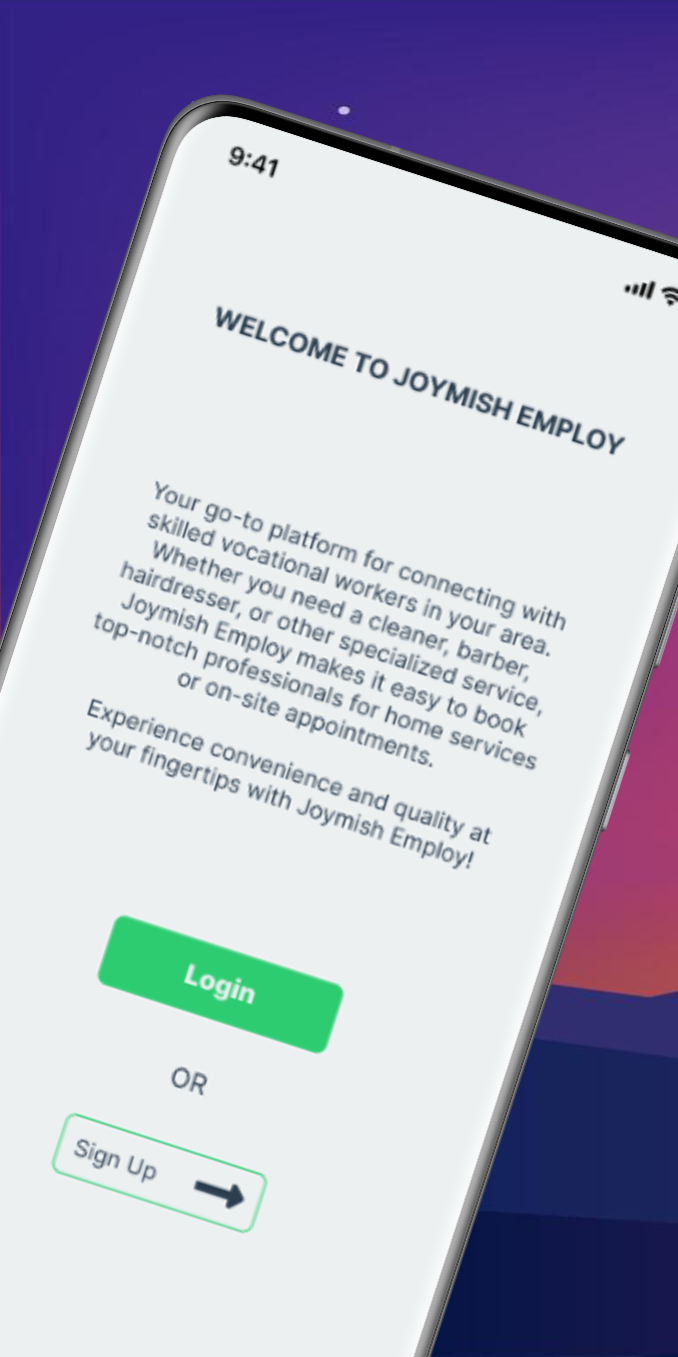 9:41
WELCOME TO JOYMISH EMPLOY
Your go-to platform for connecting with
skilled vocational workers in your area.
Whether you need a cleaner, barber,
hairdresser, or other specialized service,
Joymish Employ makes it easy to book
top-notch professionals for home services
or on-site appointments.
Experience convenience and quality at
your fingertips with Joymish Employ!
Login
OR
Sign Up